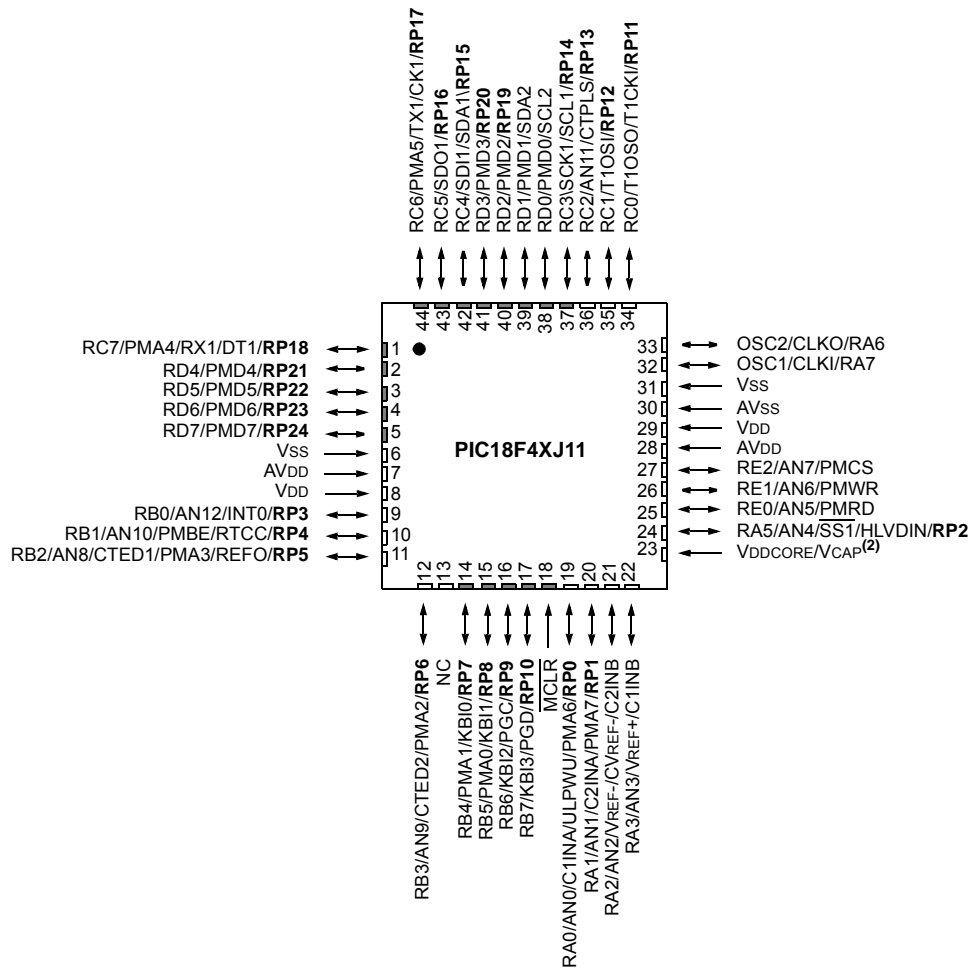 RC6/PMA5/TX1/CK1/RP17
RC5/SDO1/RP16
RC4/SDI1/SDA1\RP15
RD3/PMD3/RP20
RD2/PMD2/RP19
RD1/PMD1/SDA2
RD0/PMD0/SCL2
RC3\SCK1/SCL1/RP14
RC2/AN11/CTPLS/RP13
RC1/T1OSI/RP12
RC0/T1OSO/T1CKI/RP11
44
43
42
41
40
39
38
37
36
35
34
RC7/PMA4/RX1/DT1/RP18 1
RD4/PMD4/RP21 2
RD5/PMD5/RP22 3
RD6/PMD6/RP23 4
RD7/PMD7/RP24 5
VSS 6
AVDD 7
VDD 8
RB0/AN12/INT0/RP3 9
RB1/AN10/PMBE/RTCC/RP4 10
RB2/AN8/CTED1/PMA3/REFO/RP5 11
PIC18F4XJ11
33 OSC2/CLKO/RA6
32 OSC1/CLKI/RA7
31 VSS
30 AVSS
29 VDD
28 AVDD
27 RE2/AN7/PMCS
26 RE1/AN6/PMWR
25 RE0/AN5/PMRD
24 RA5/AN4/SS1/HLVDIN/RP2
23 VDDCORE/VCAP(2)
12
13
14
15
16
17
18
19
20
21
22
RB3/AN9/CTED2/PMA2/RP6
NC
RB4/PMA1/KBI0/RP7
RB5/PMA0/KBI1/RP8
RB6/KBI2/PGC/RP9
RB7/KBI3/PGD/RP10
MCLR
RA0/AN0/C1INA/ULPWU/PMA6/RP0
RA1/AN1/C2INA/PMA7/RP1
RA2/AN2/VREF-/CVREF-/C2INB
RA3/AN3/VREF+/C1INB